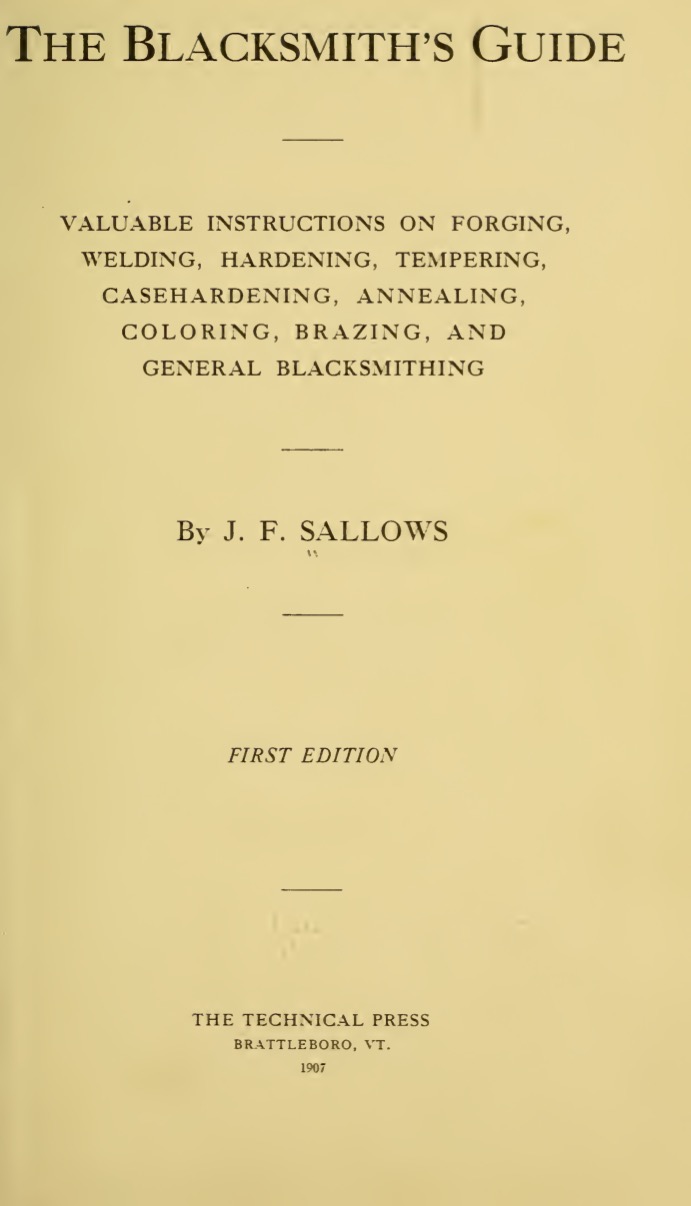 THE BLACKSMITH'S GUIDE
VALUABLE INSTRUCTIONS ON FORGING,
WELDING, HARDENING, TEMPERING,
CASEHARDENING, ANNEALING,
COLORING, BRAZING, AND
GENERAL BLACKSMITHING
By J. F. SALLOWS
FIRST EDITION
THE TECHNICAL PRESS
BRATTLEBORO, VT.
1907